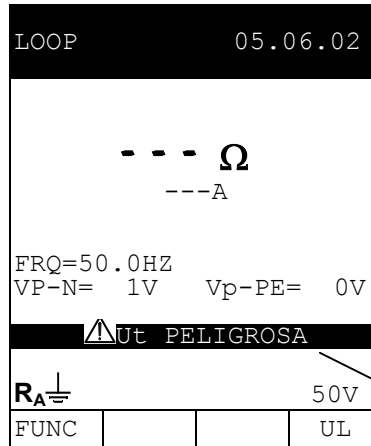 LOOP 05.06.02
- - - Ω
---A
FRQ=50.0HZ
VP-N= 1V Vp-PE= 0V
Ut PELIGROSA
RA 50V
FUNC UL